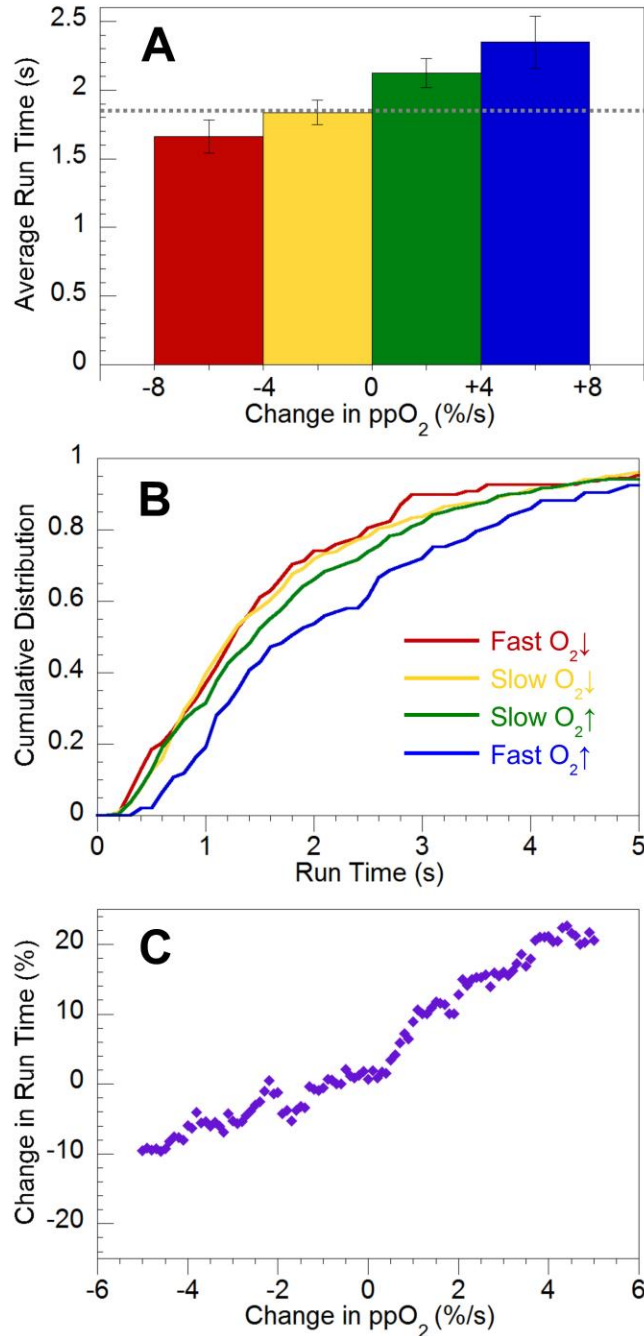 A
Average Run Time (s)
2.5
2
1.5
1
0.5
0
-8 -4 0 +4 +8
Change in ppO₂ (%/s)
B
Cumulative Distribution
1
0.8
0.6
0.4
0.2
0
Fast O₂↓
Slow O₂↓
Slow O₂↑
Fast O₂↑
0 1 2 3 4 5
Run Time (s)
C
Change in Run Time (%)
20
10
0
-10
-20
-6 -4 -2 0 2 4 6
Change in ppO₂ (%/s)